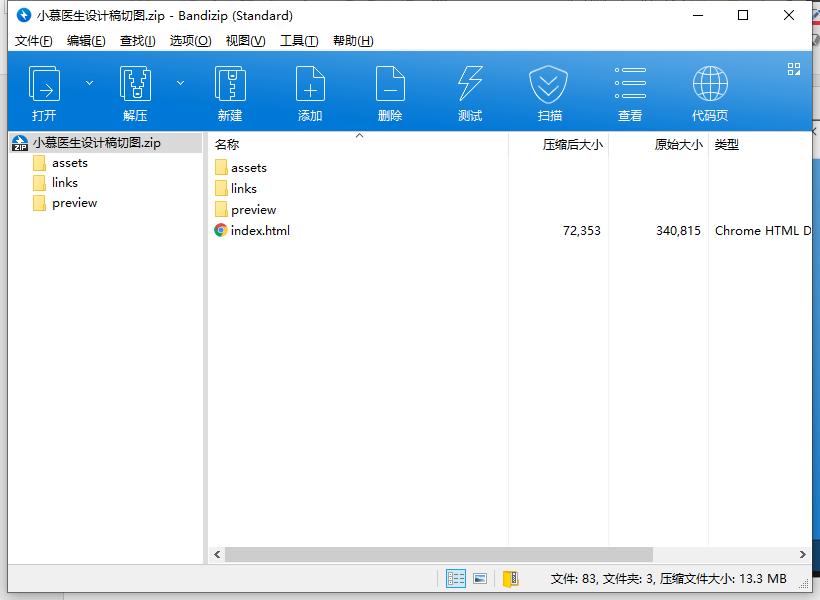 小慕医生设计稿切图.zip - Bandizip (Standard)
文件(F) 编辑(E) 查找(I) 选项(O) 视图(V) 工具(T) 帮助(H)
打开 解压 新建 添加 删除 测试 扫描 查看 代码页
ZIP 小慕医生设计稿切图.zip
assets
links
preview
名称 压缩后大小 原始大小 类型
assets
links
preview
index.html 72,353 340,815 Chrome HTML D
文件: 83, 文件夹: 3, 压缩文件大小: 13.3 MB